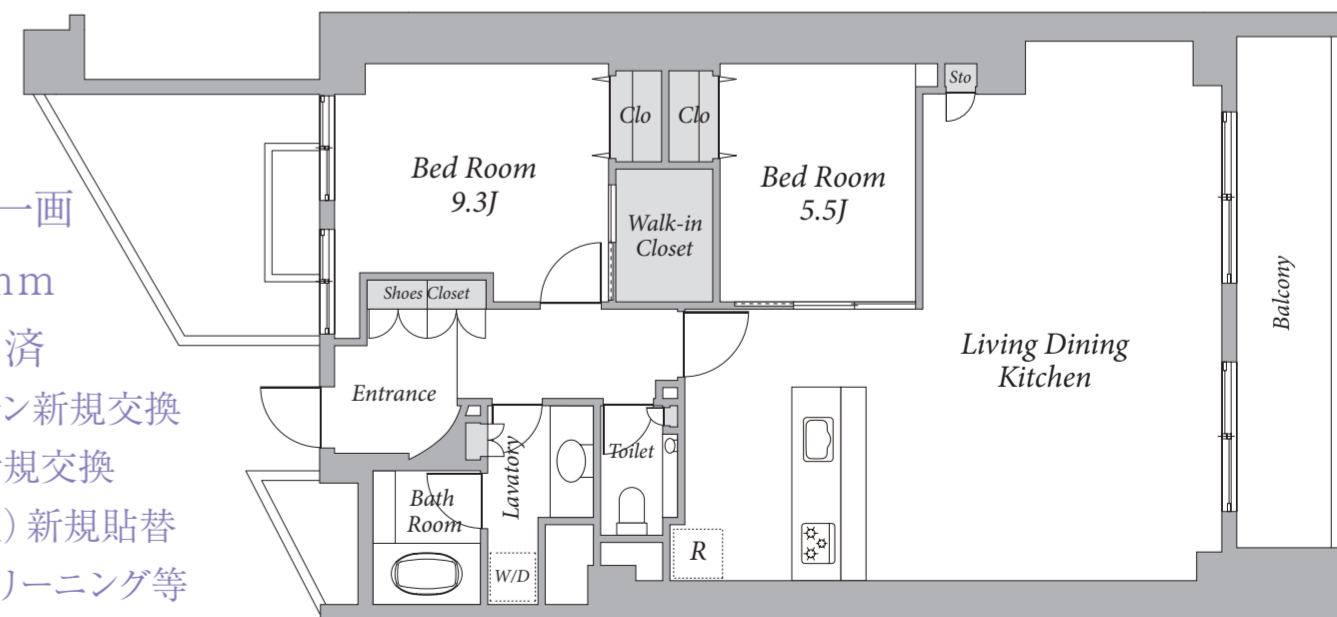 Sto
Clo
Clo
Bed Room
9.3J
Bed Room
5.5J
Walk-in
Closet
一画
mm
済
Shoes Closet
Balcony
Living Dining
Kitchen
Entrance
ン新規交換
規交換
Toilet
Lavatory
Bath
Room
）新規貼替
R
W/D
リーニング等